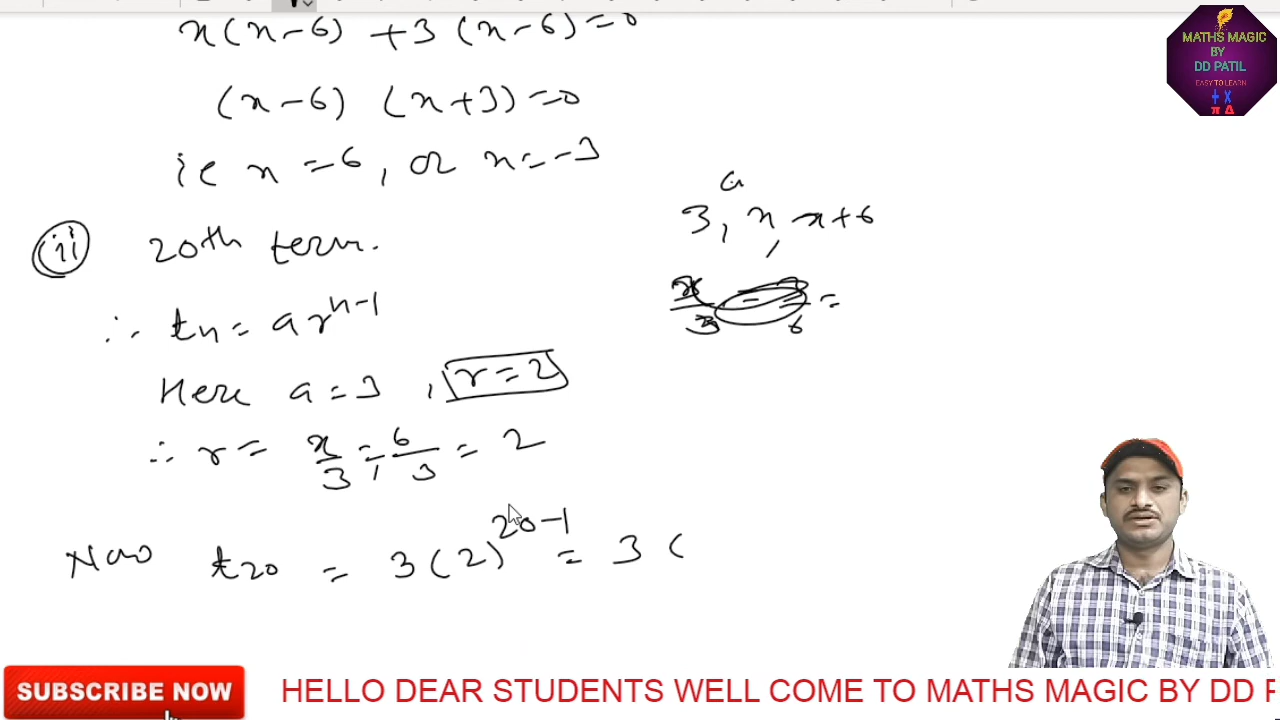 x(x-6) +3(x-6)=0
(x-6) (x+3)=0
ie x=6, or x=-3
(ii) 20th term.
∴ tn = ar^n-1
Here a=3, r=2
∴ r= x/3 = 6/3 = 2
Now t20 = 3(2)^20-1 = 3(
a
3, x, x+6
=
MATHS MAGIC
BY
DD PATIL
EASY TO LEARN
+ X
π Δ
SUBSCRIBE NOW
HELLO DEAR STUDENTS WELL COME TO MATHS MAGIC BY DD P